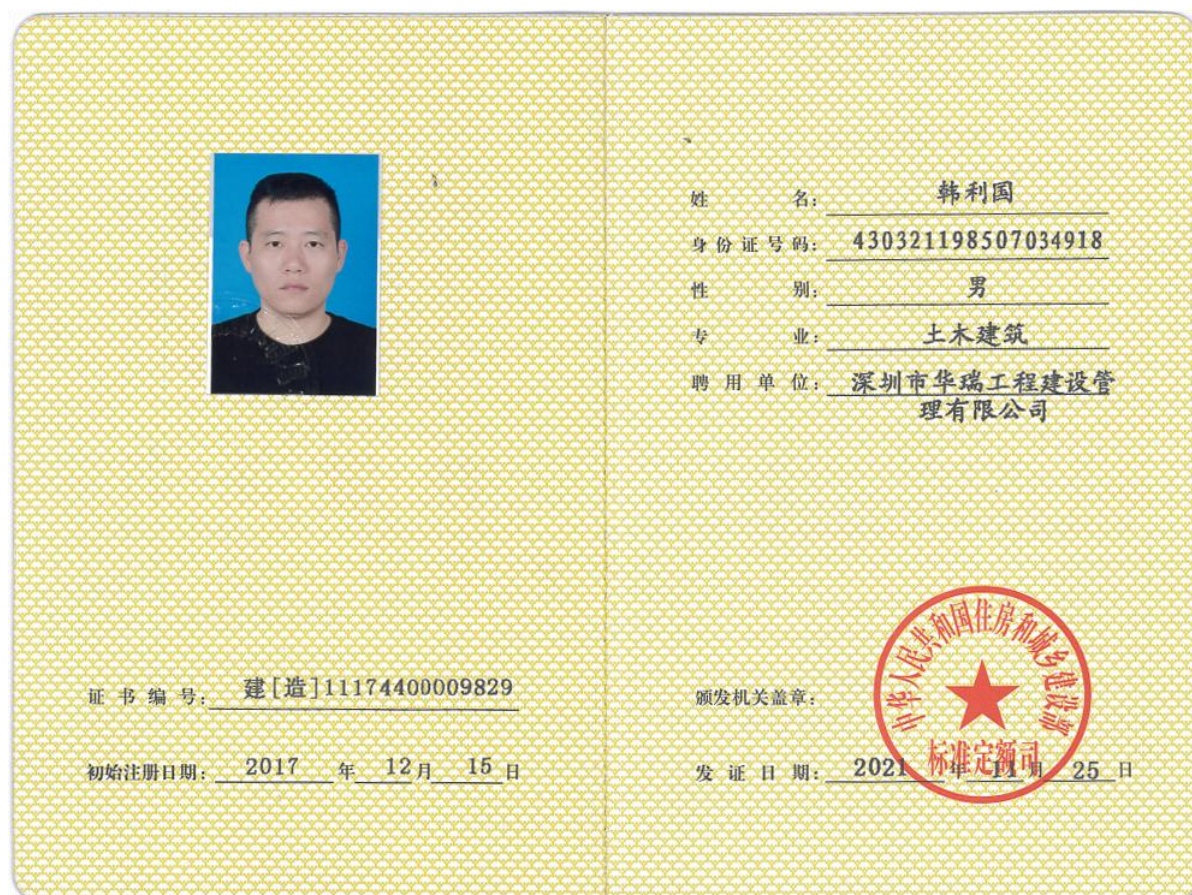 姓 名: 韩利国
身份证号码: 430321198507034918
性 别: 男
专 业: 土木建筑
聘用单位: 深圳市华瑞工程建设管
理有限公司
证书编号: 建[造]11174400009829
初始注册日期: 2017 年 12 月 15 日
颁发机关盖章:
中华人民共和国住房和城乡建设部
标准定额司
发证日期: 2021 年 11 月 25 日